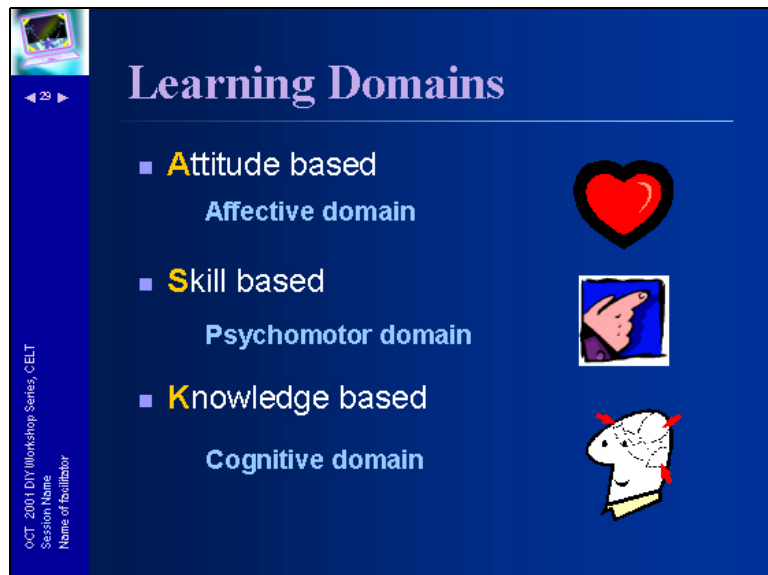 29
Learning Domains
Attitude based
Affective domain
Skill based
Psychomotor domain
Knowledge based
Cognitive domain
OCT 2001 DIY Workshop Series, CELT
Session Name
Name of facilitator